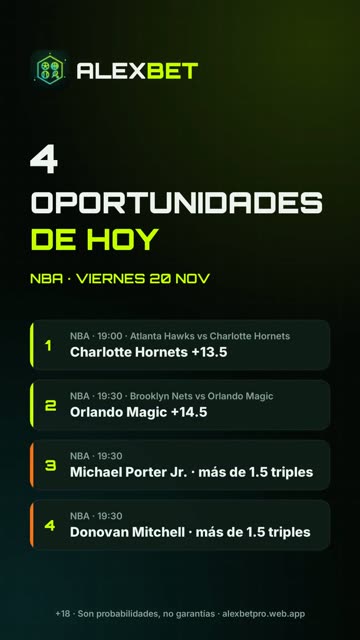 ALEXBET
4
OPORTUNIDADES
DE HOY
NBA · VIERNES 20 NOV
1
NBA · 19:00 · Atlanta Hawks vs Charlotte Hornets
Charlotte Hornets +13.5
2
NBA · 19:30 · Brooklyn Nets vs Orlando Magic
Orlando Magic +14.5
3
NBA · 19:30
Michael Porter Jr. · más de 1.5 triples
4
NBA · 19:30
Donovan Mitchell · más de 1.5 triples
+18 · Son probabilidades, no garantías · alexbetpro.web.app